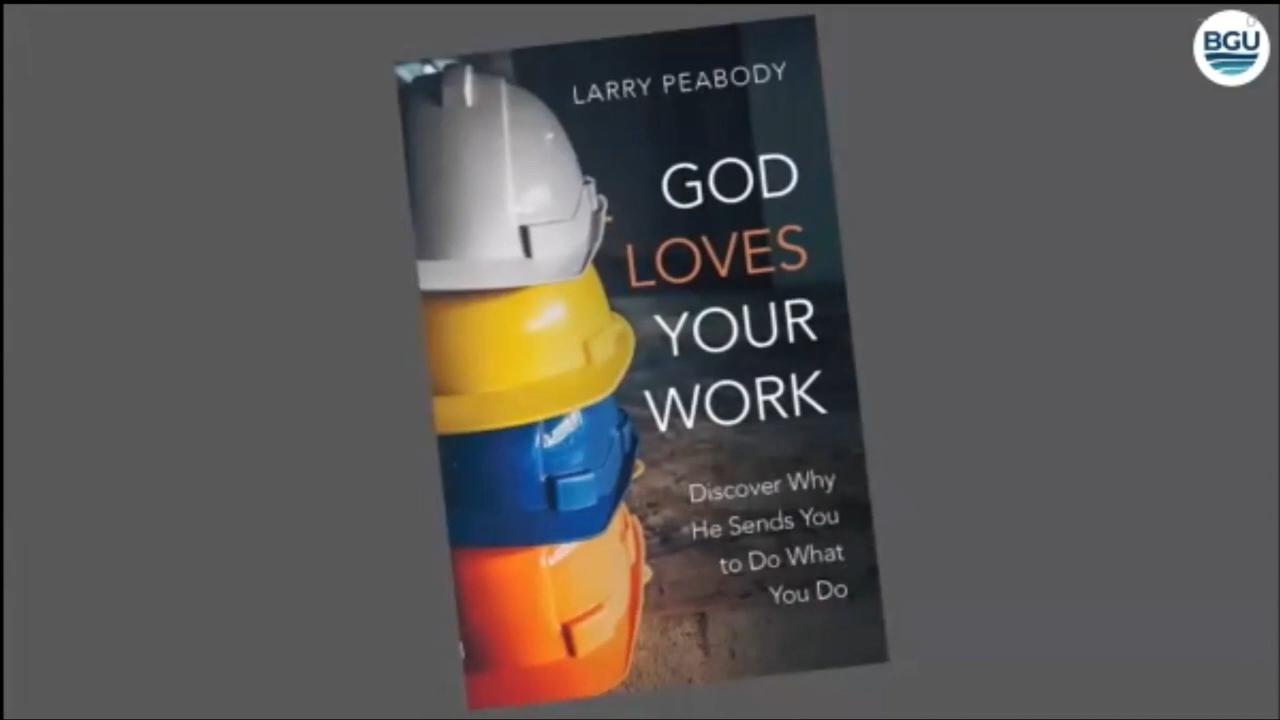 BGU
LARRY PEABODY
GOD
LOVES
YOUR
WORK
Discover Why
He Sends You
to Do What
You Do